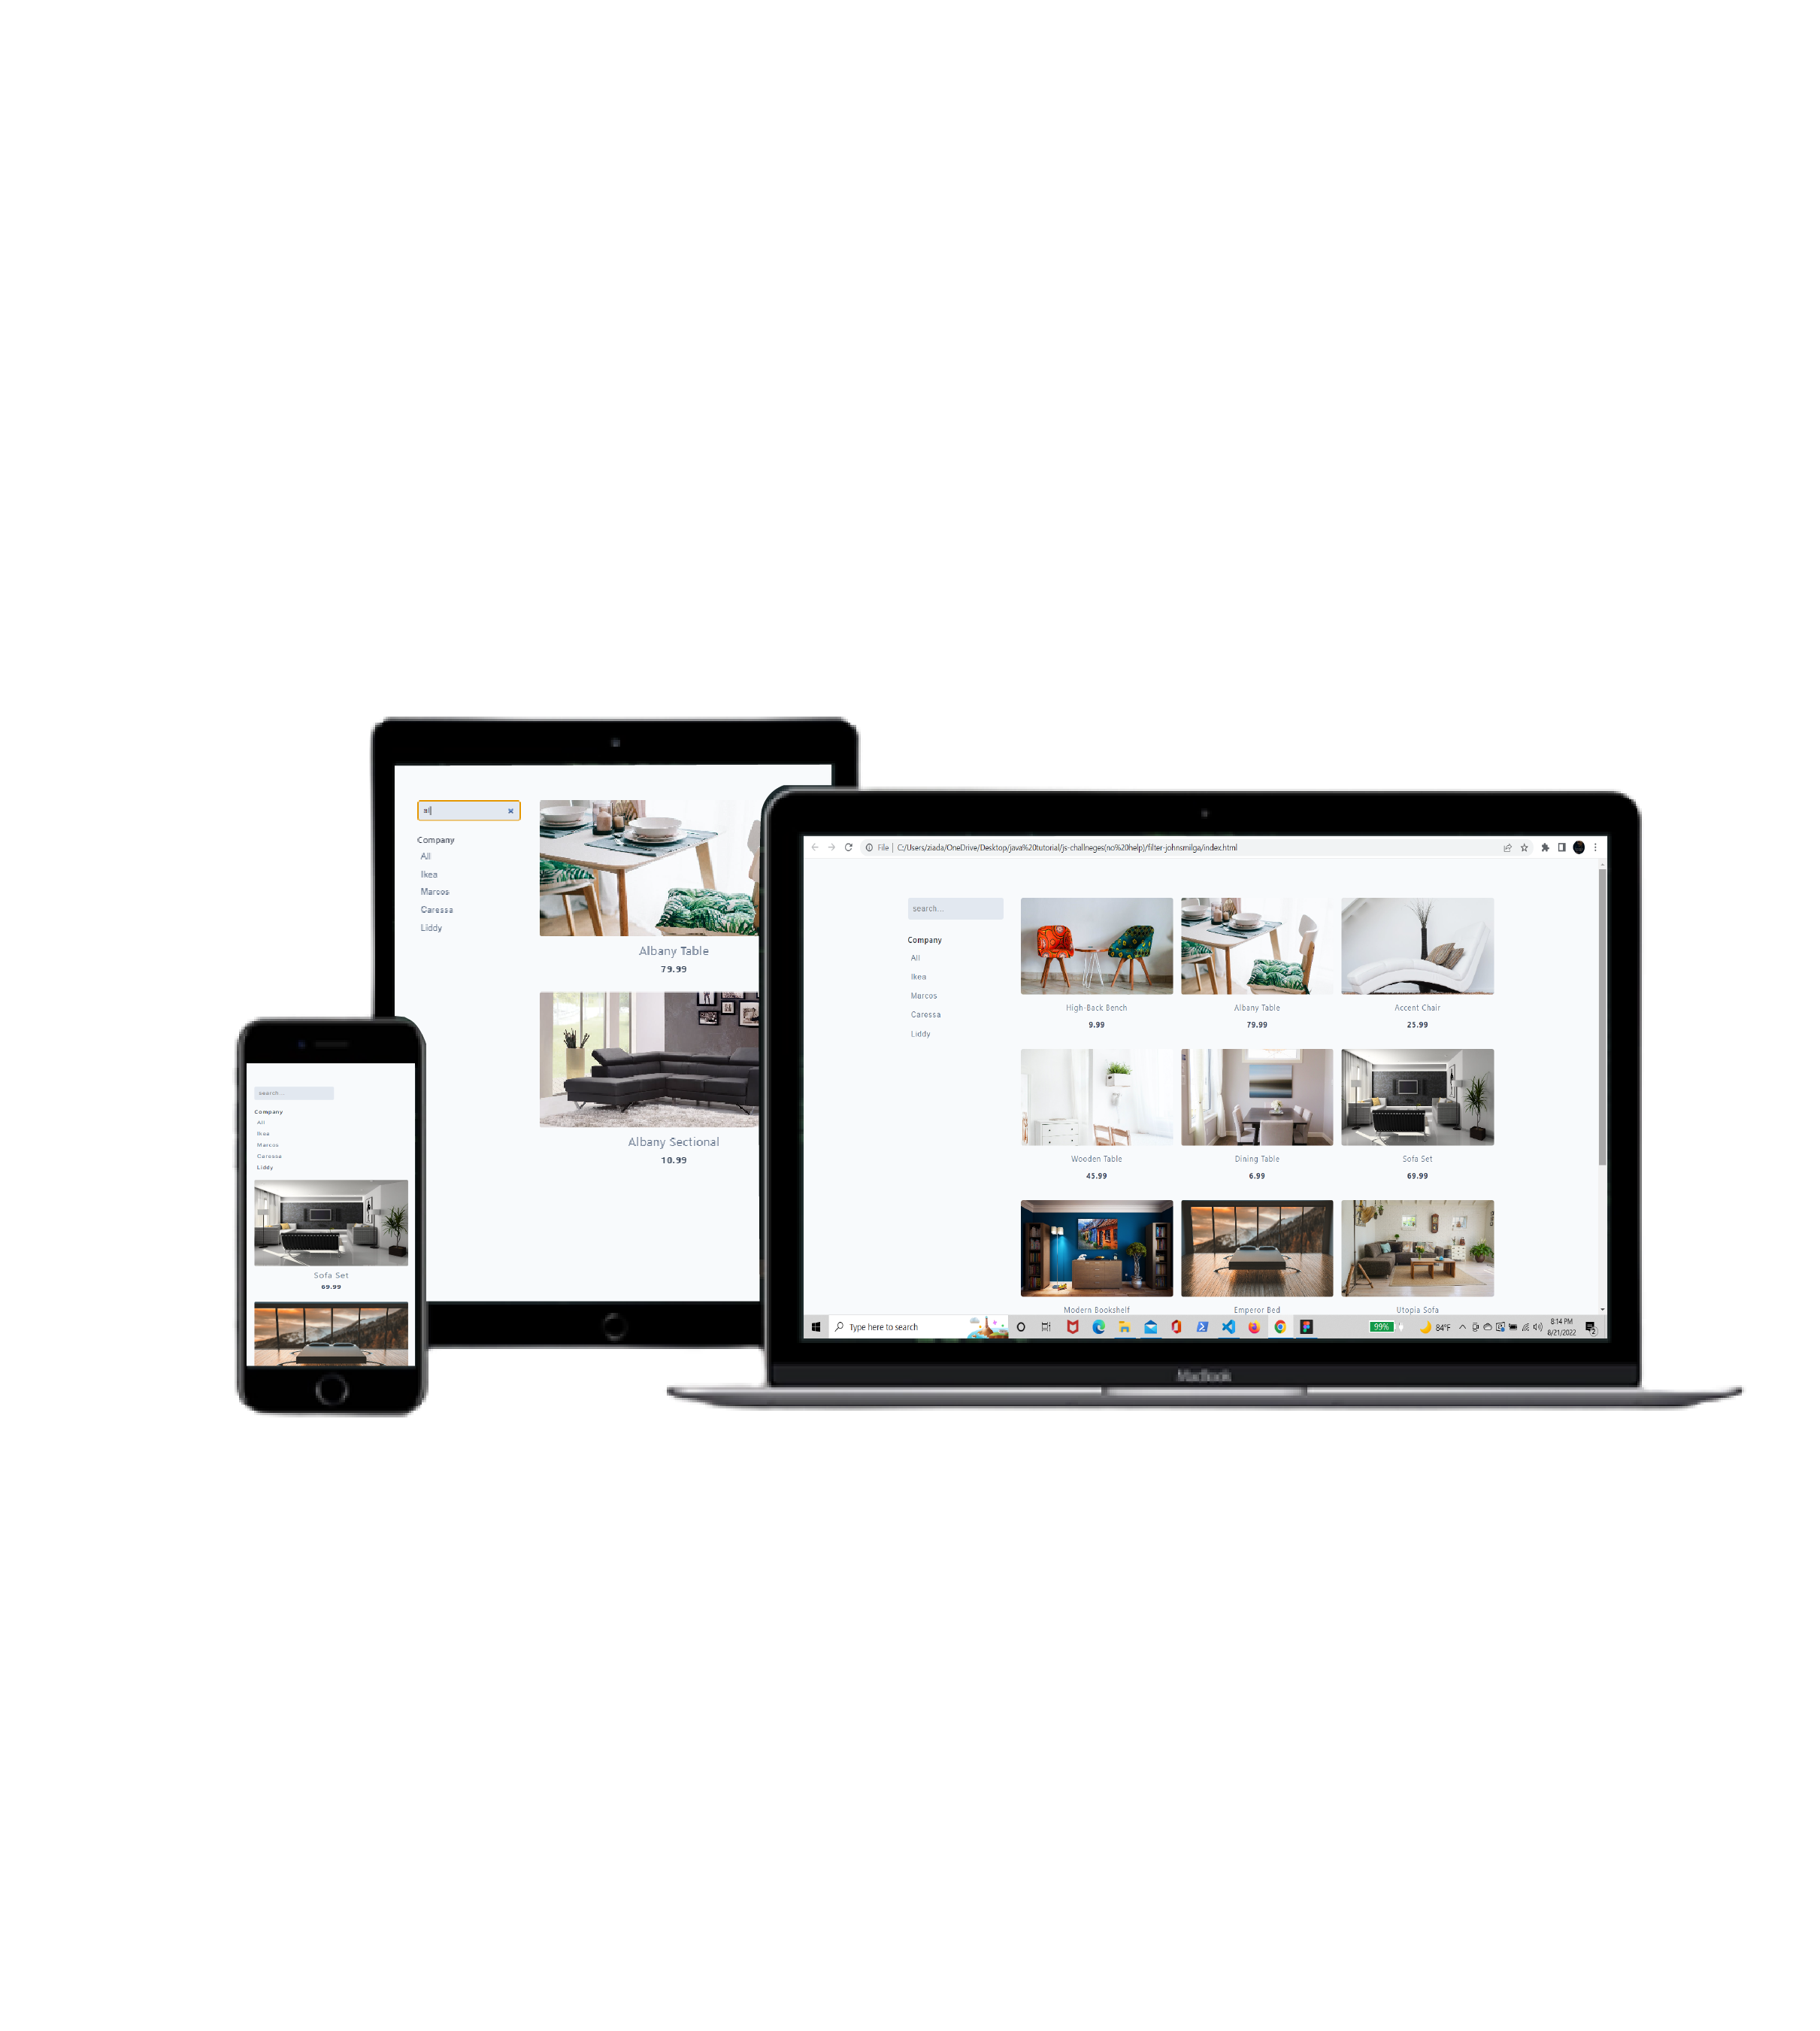 al
Company
All
Ikea
Marcos
Caressa
Liddy
Albany Table
79.99
Albany Sectional
10.99
search...
Company
All
Ikea
Marcos
Caressa
Liddy
Sofa Set
69.99
File | C:/Users/ziada/OneDrive/Desktop/java%20tutorial/js-challneges(no%20help)/filter-johnsmilga/index.html
search...
Company
All
Ikea
Marcos
Caressa
Liddy
High-Back Bench
9.99
Albany Table
79.99
Accent Chair
25.99
Wooden Table
45.99
Dining Table
6.99
Sofa Set
69.99
Modern Bookshelf
Emperor Bed
Utopia Sofa
Type here to search
99%
84°F
8:14 PM
8/21/2022
2
MacBook